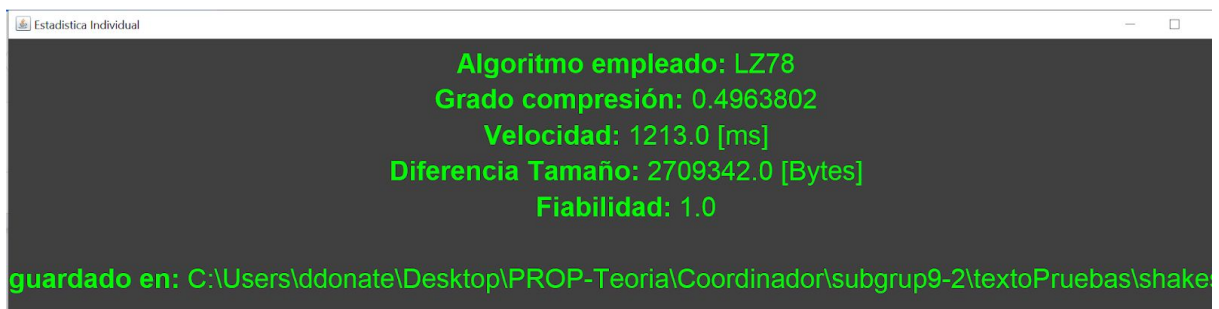 Estadistica Individual
Algoritmo empleado: LZ78
Grado compresión: 0.4963802
Velocidad: 1213.0 [ms]
Diferencia Tamaño: 2709342.0 [Bytes]
Fiabilidad: 1.0
guardado en: C:\Users\ddonate\Desktop\PROP-Teoria\Coordinador\subgrup9-2\textoPruebas\shakes